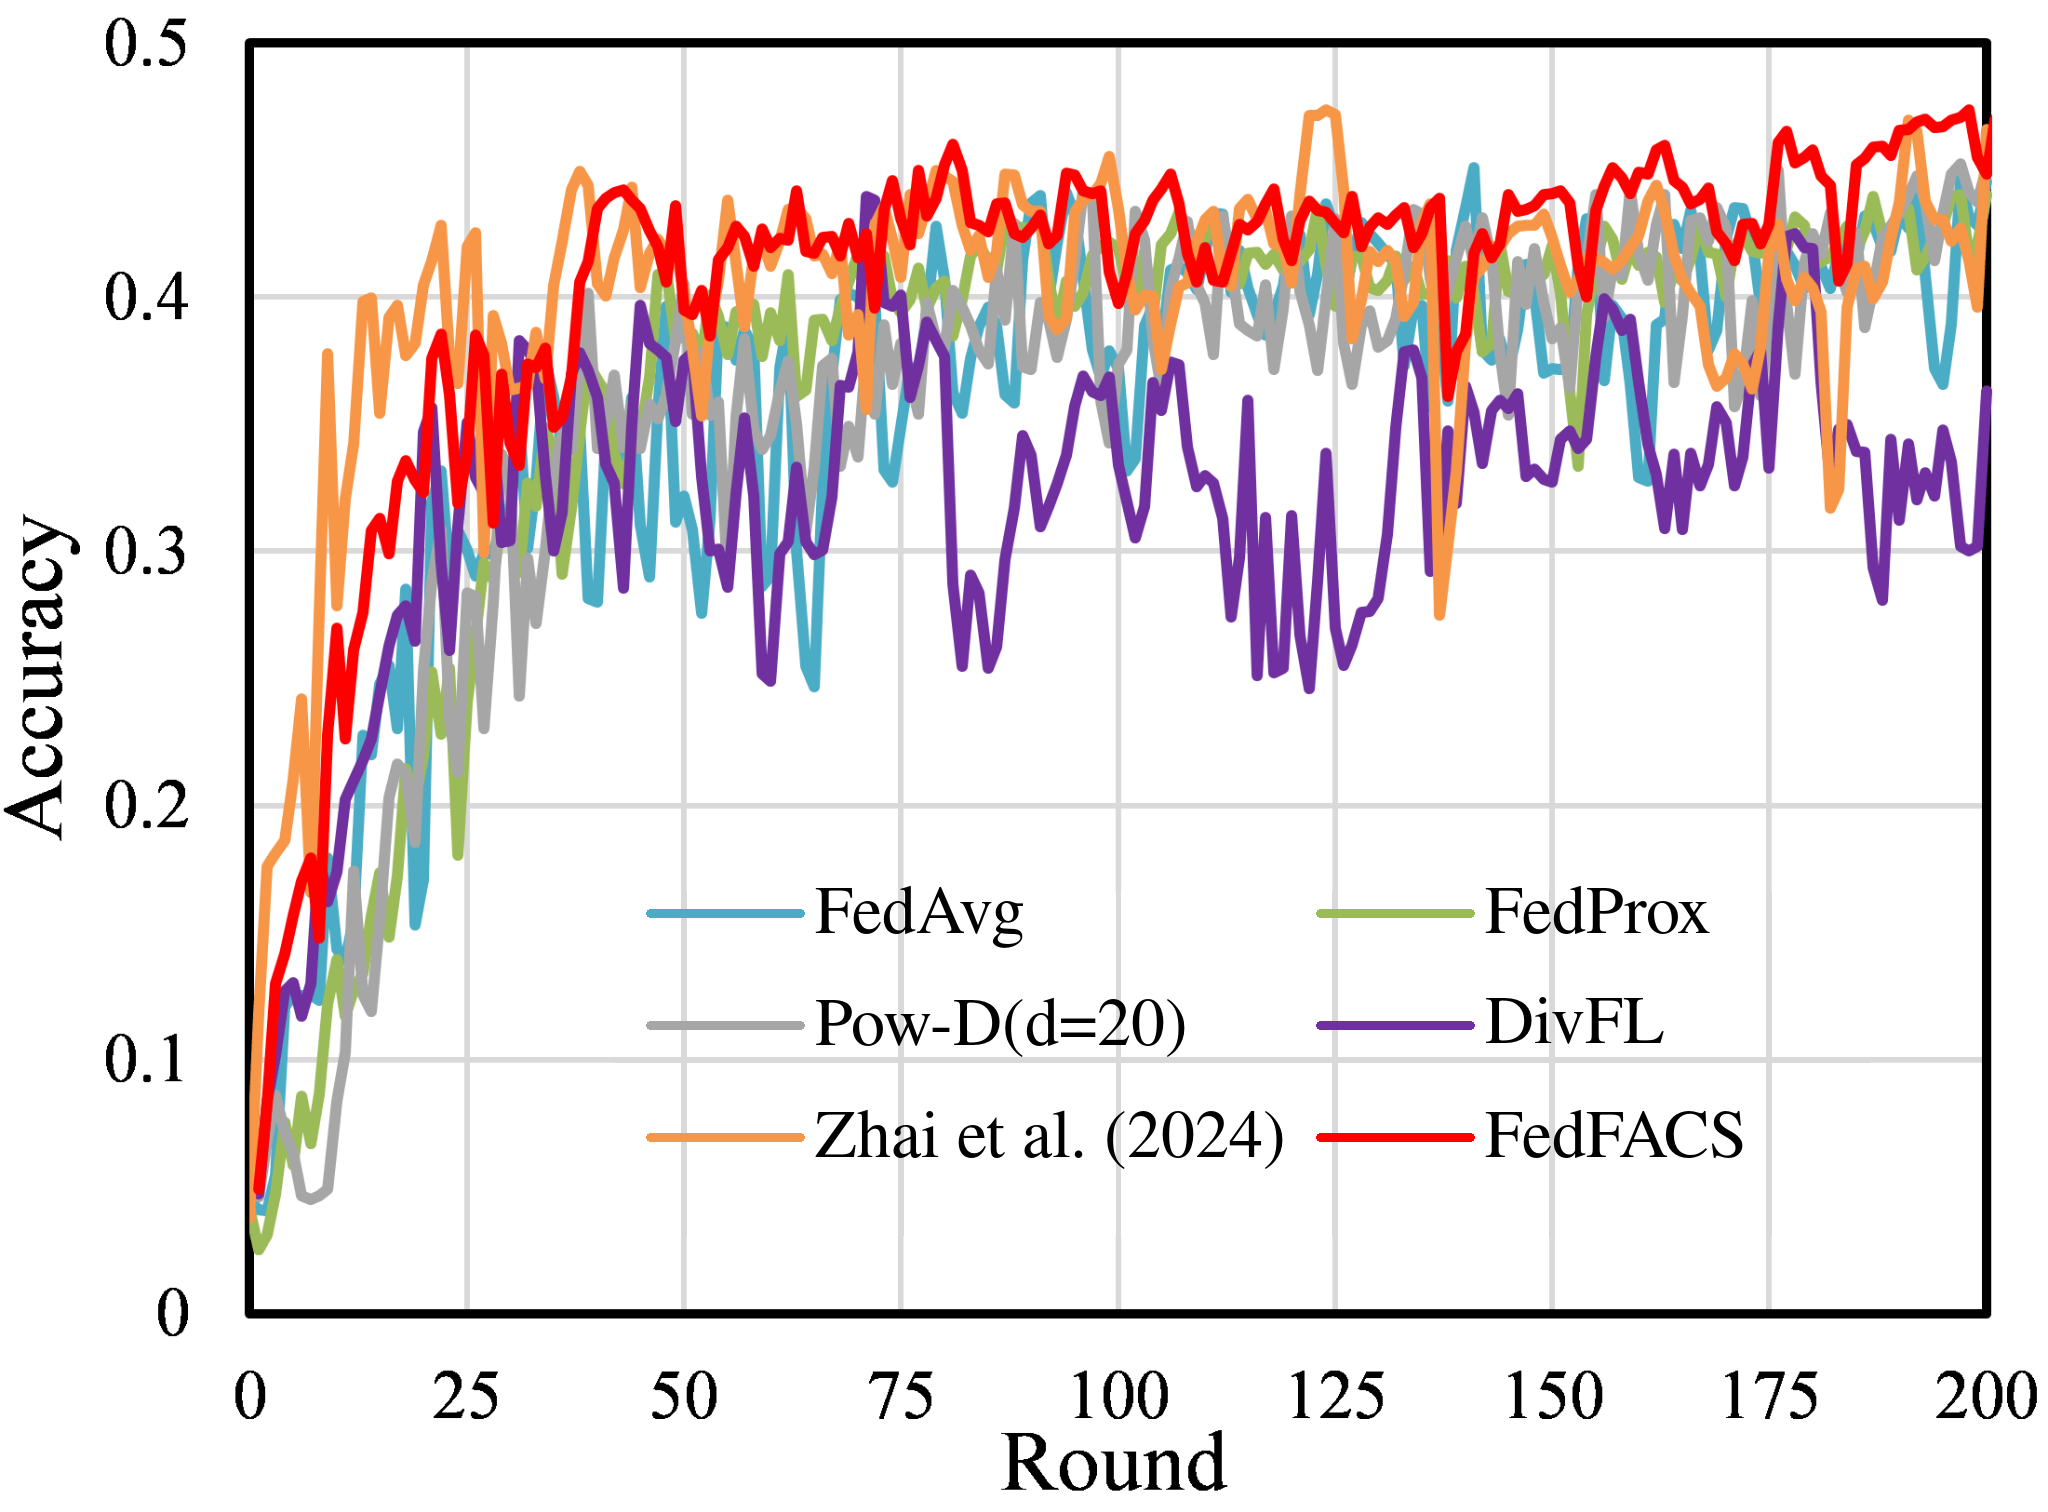 0.5
0.4
0.3
0.2
0.1
0
Accuracy
FedAvg
FedProx
Pow-D(d=20)
DivFL
Zhai et al. (2024)
FedFACS
0 25 50 75 100 125 150 175 200
Round